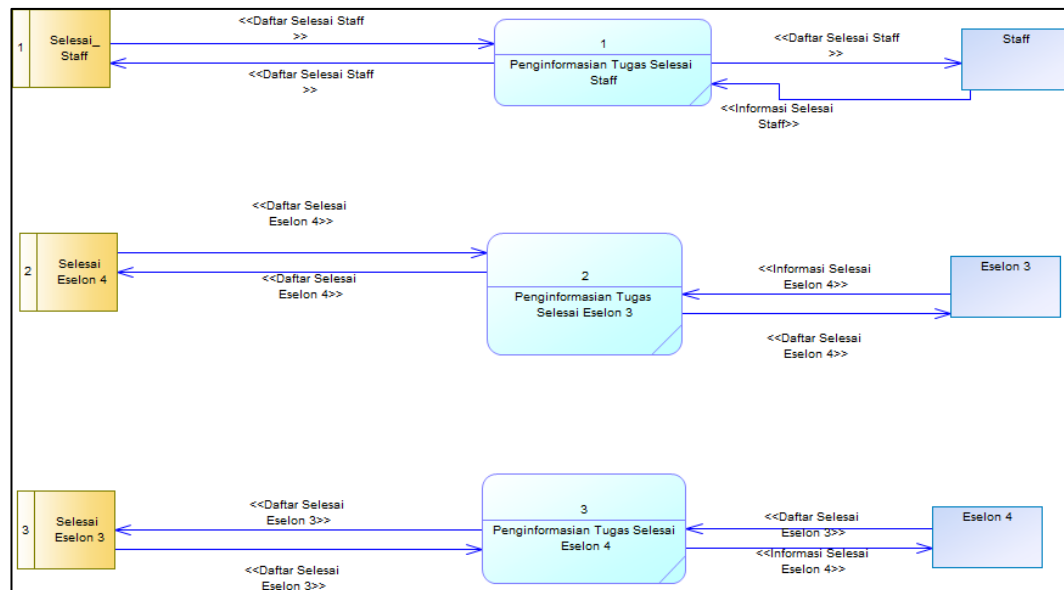 <<Daftar Selesai Staff
>>
1
Selesai_
Staff
<<Daftar Selesai Staff
>>
1
Penginformasian Tugas Selesai
Staff
<<Daftar Selesai Staff
>>
Staff
<<Informasi Selesai
Staff>>
<<Daftar Selesai
Eselon 4>>
2
Selesai
Eselon 4
<<Daftar Selesai
Eselon 4>>
2
Penginformasian Tugas
Selesai Eselon 3
<<Informasi Selesai
Eselon 4>>
Eselon 3
<<Daftar Selesai
Eselon 4>>
3
Selesai
Eselon 3
<<Daftar Selesai
Eselon 3>>
<<Daftar Selesai
Eselon 3>>
3
Penginformasian Tugas Selesai
Eselon 4
<<Daftar Selesai
Eselon 3>>
<<Informasi Selesai
Eselon 4>>
Eselon 4